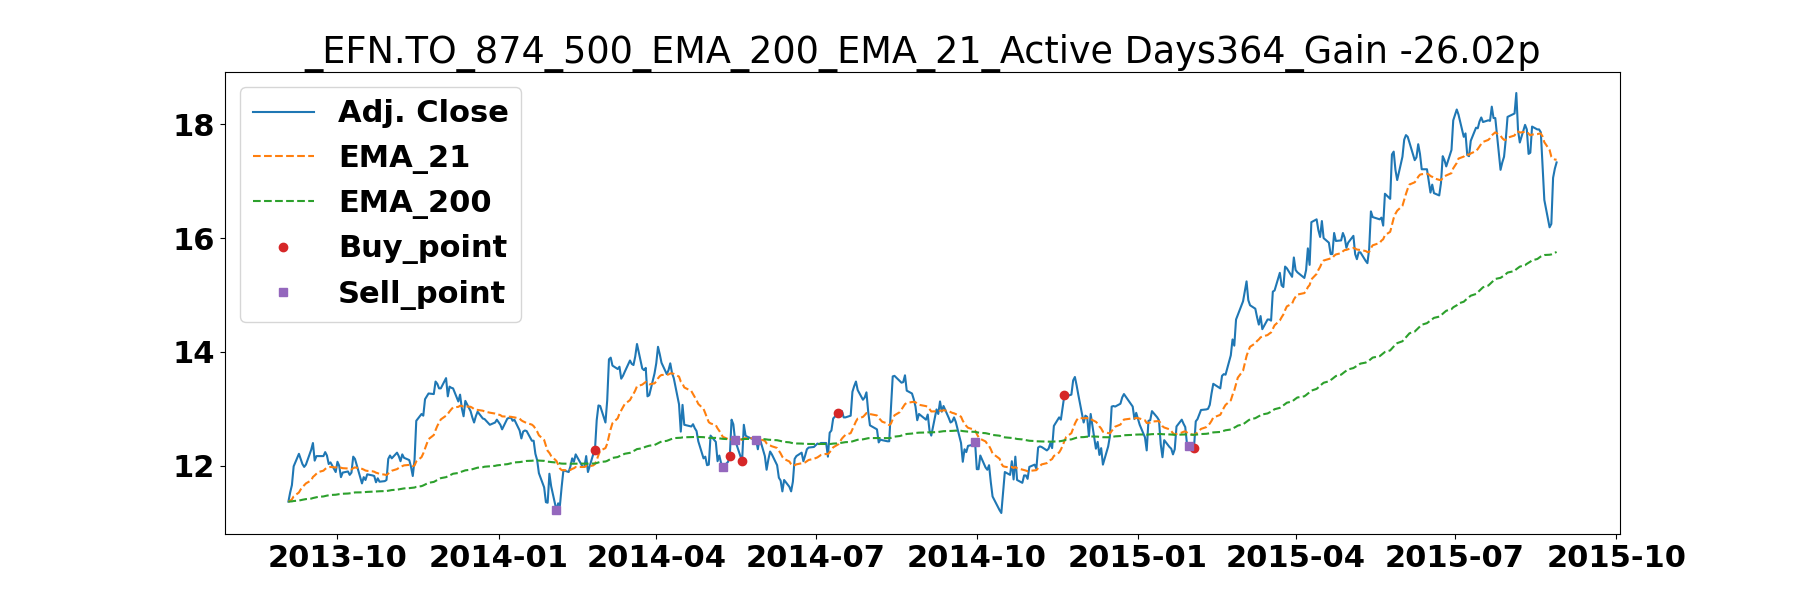 _EFN.TO_874_500_EMA_200_EMA_21_Active Days364_Gain -26.02p
Adj. Close
EMA_21
EMA_200
Buy_point
Sell_point
18
16
14
12
2013-10 2014-01 2014-04 2014-07 2014-10 2015-01 2015-04 2015-07 2015-10